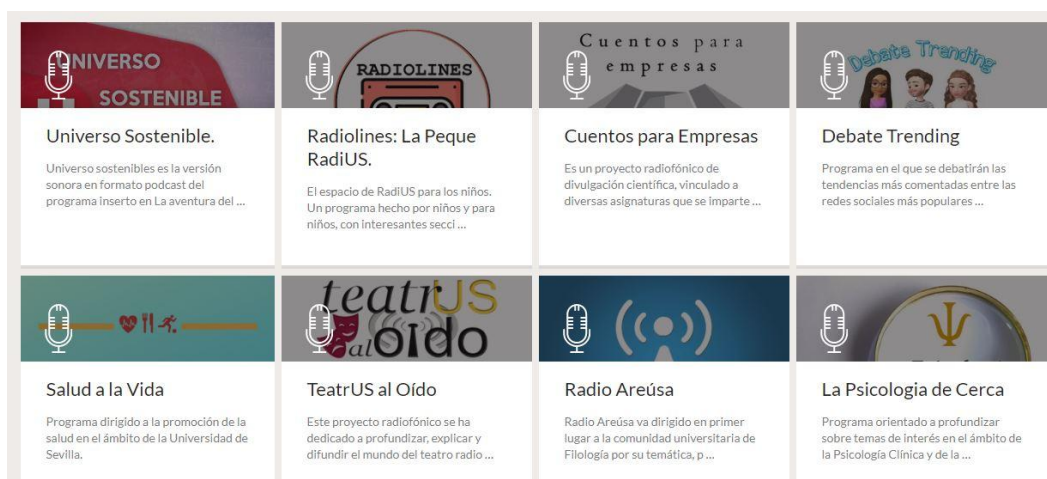 UNIVERSO
SOSTENIBLE
Universo Sostenible.
Universo sostenibles es la versión
sonora en formato podcast del
programa inserto en La aventura del ...
RADIOLINES
Radiolines: La Peque
RadiUS.
El espacio de RadiUS para los niños.
Un programa hecho por niños y para
niños, con interesantes secci ...
Cuentos para
empresas
Cuentos para Empresas
Es un proyecto radiofónico de
divulgación científica, vinculado a
diversas asignaturas que se imparte ...
Debate Trending
Debate Trending
Programa en el que se debatirán las
tendencias más comentadas entre las
redes sociales más populares ...
Salud a la Vida
Programa dirigido a la promoción de la
salud en el ámbito de la Universidad de
Sevilla.
teatrUS
al oído
TeatrUS al Oído
Este proyecto radiofónico se ha
dedicado a profundizar, explicar y
difundir el mundo del teatro radio ...
Radio Areúsa
Radio Areúsa va dirigido en primer
lugar a la comunidad universitaria de
Filología por su temática, p ...
La Psicologia de Cerca
Programa orientado a profundizar
sobre temas de interés en el ámbito de
la Psicología Clínica y de la ...